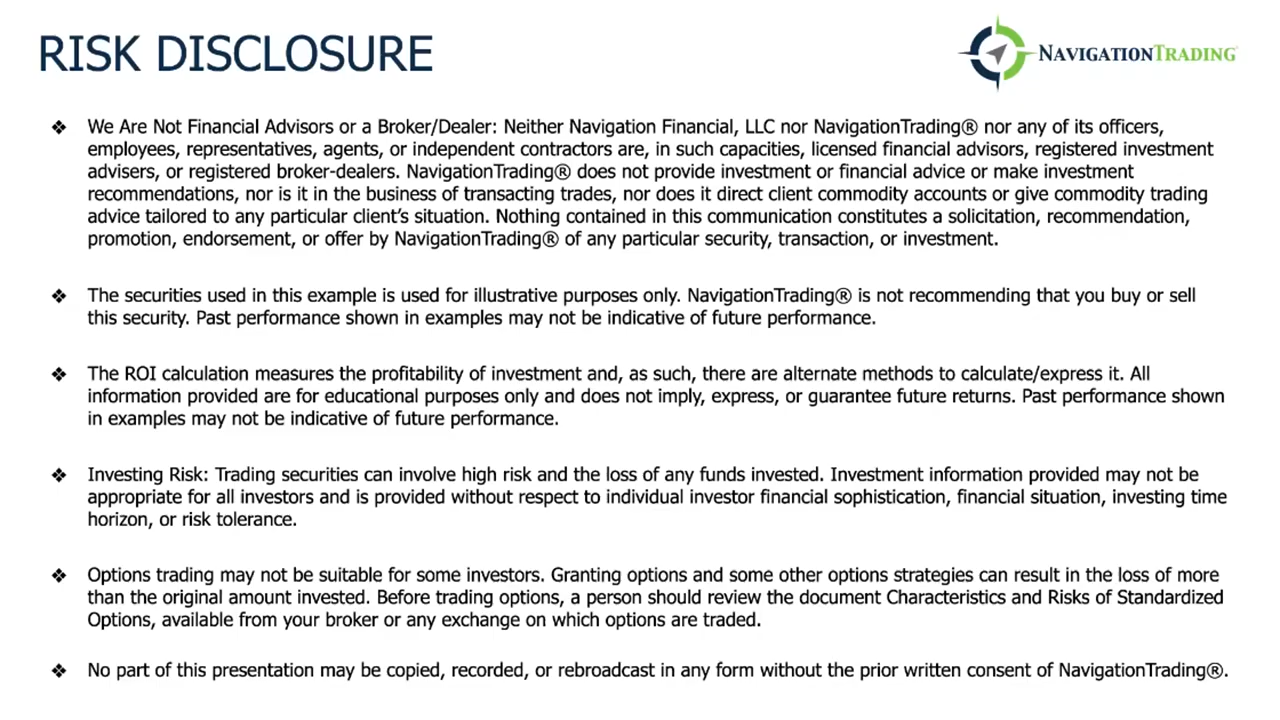 RISK DISCLOSURE
NAVIGATIONTRADING®
❖ We Are Not Financial Advisors or a Broker/Dealer: Neither Navigation Financial, LLC nor NavigationTrading® nor any of its officers,
employees, representatives, agents, or independent contractors are, in such capacities, licensed financial advisors, registered investment
advisers, or registered broker-dealers. NavigationTrading® does not provide investment or financial advice or make investment
recommendations, nor is it in the business of transacting trades, nor does it direct client commodity accounts or give commodity trading
advice tailored to any particular client’s situation. Nothing contained in this communication constitutes a solicitation, recommendation,
promotion, endorsement, or offer by NavigationTrading® of any particular security, transaction, or investment.
❖ The securities used in this example is used for illustrative purposes only. NavigationTrading® is not recommending that you buy or sell
this security. Past performance shown in examples may not be indicative of future performance.
❖ The ROI calculation measures the profitability of investment and, as such, there are alternate methods to calculate/express it. All
information provided are for educational purposes only and does not imply, express, or guarantee future returns. Past performance shown
in examples may not be indicative of future performance.
❖ Investing Risk: Trading securities can involve high risk and the loss of any funds invested. Investment information provided may not be
appropriate for all investors and is provided without respect to individual investor financial sophistication, financial situation, investing time
horizon, or risk tolerance.
❖ Options trading may not be suitable for some investors. Granting options and some other options strategies can result in the loss of more
than the original amount invested. Before trading options, a person should review the document Characteristics and Risks of Standardized
Options, available from your broker or any exchange on which options are traded.
❖ No part of this presentation may be copied, recorded, or rebroadcast in any form without the prior written consent of NavigationTrading®.